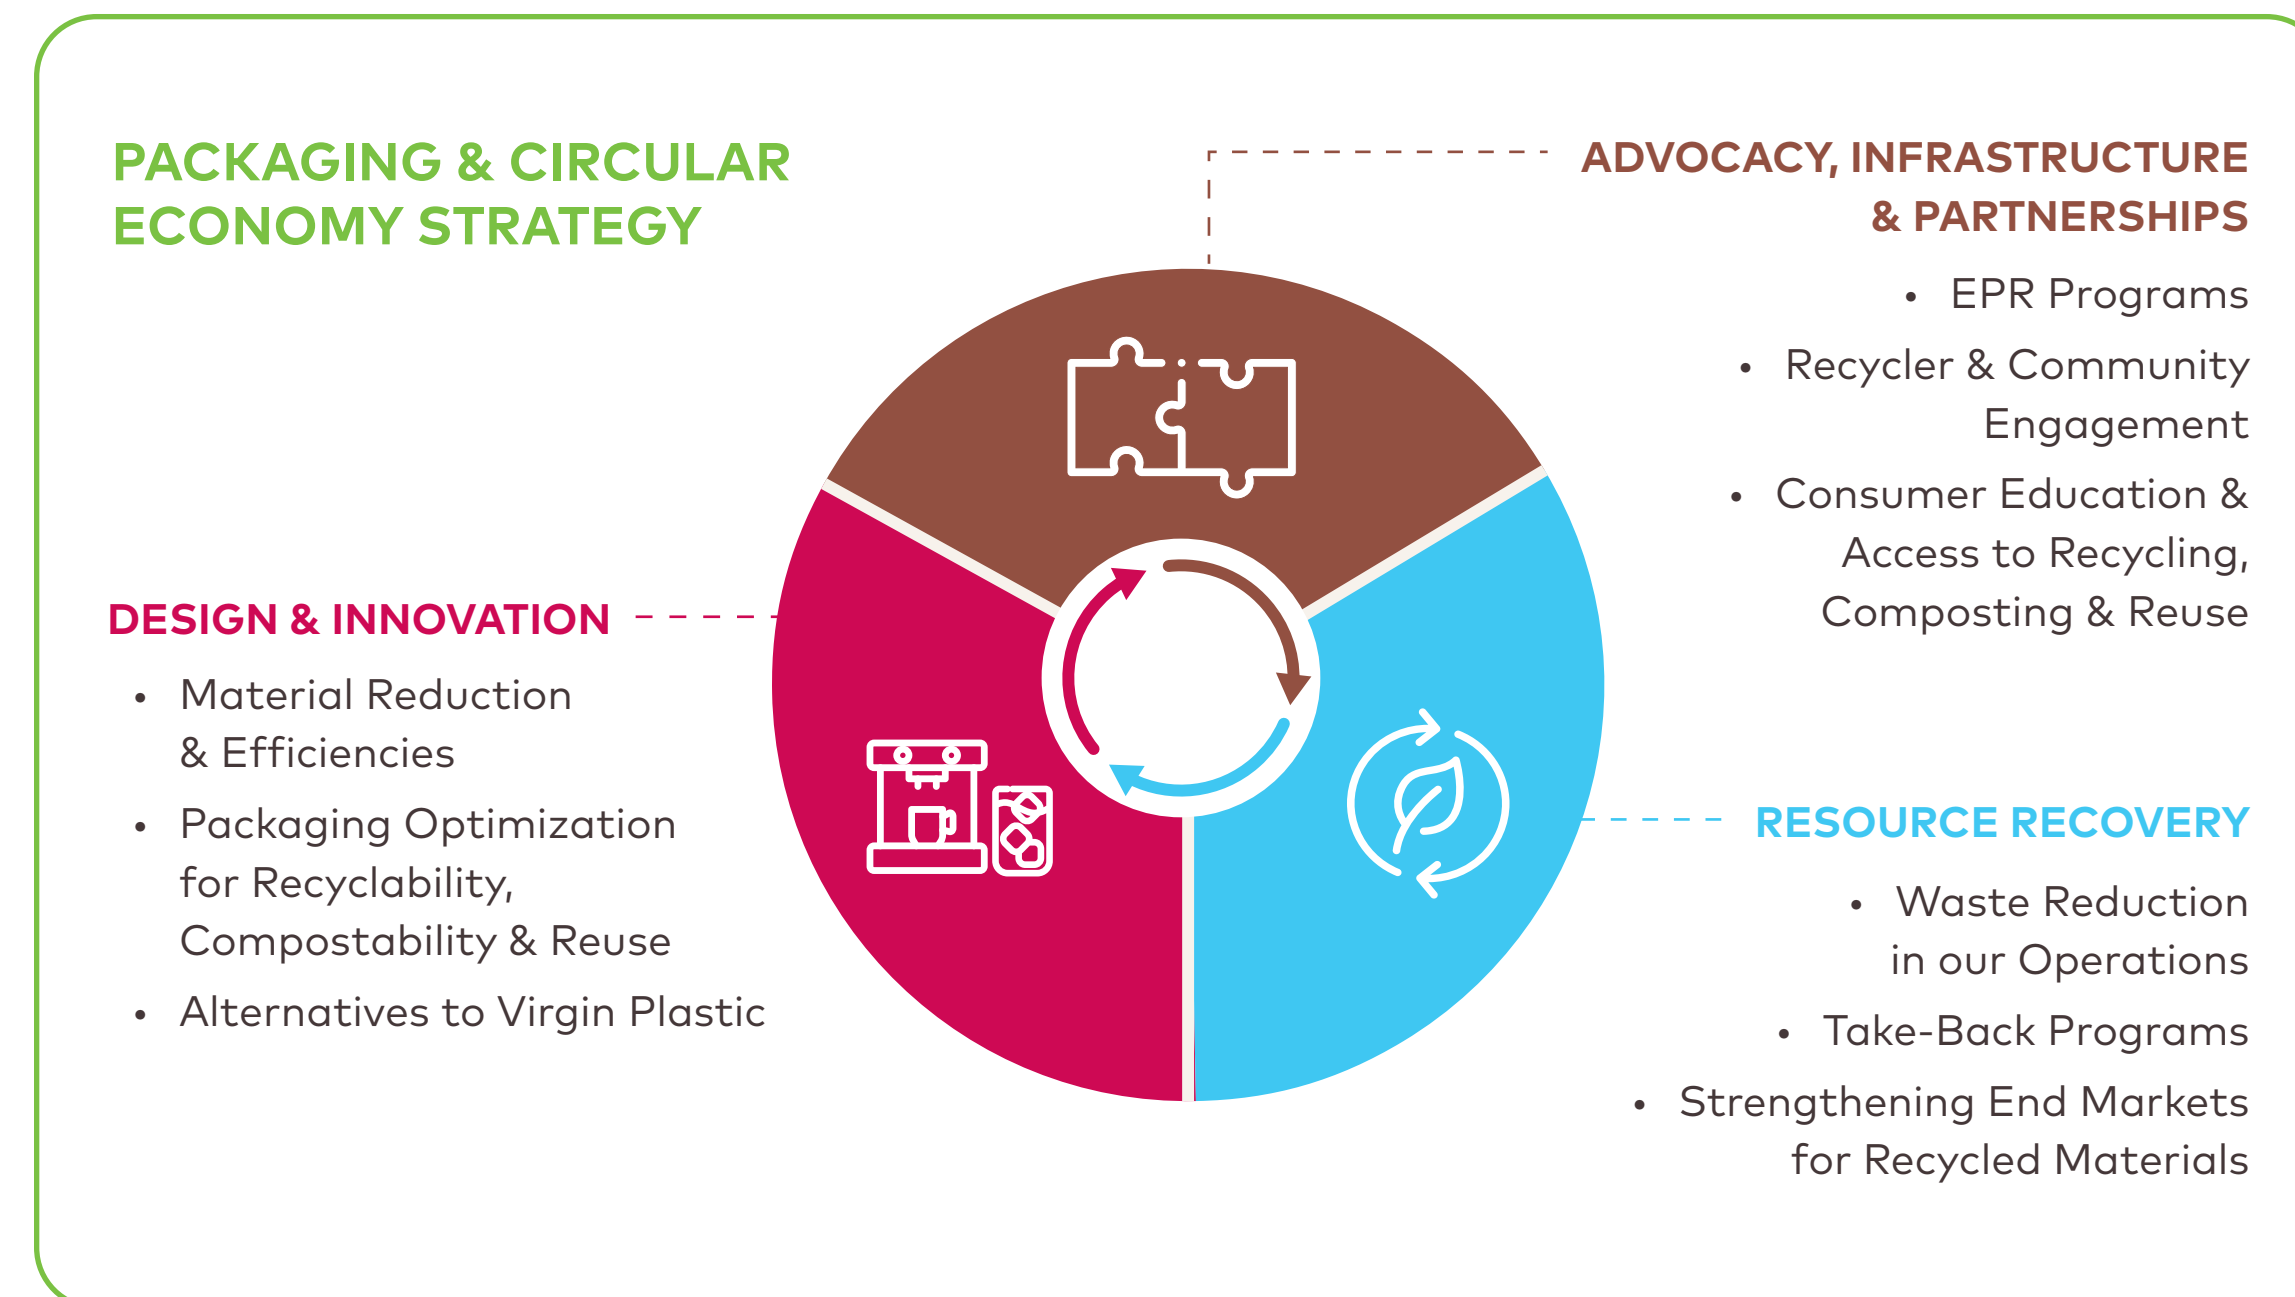 PACKAGING & CIRCULAR
ECONOMY STRATEGY
ADVOCACY, INFRASTRUCTURE
& PARTNERSHIPS
• EPR Programs
• Recycler & Community
Engagement
• Consumer Education &
Access to Recycling,
Composting & Reuse
DESIGN & INNOVATION
• Material Reduction
& Efficiencies
• Packaging Optimization
for Recyclability,
Compostability & Reuse
• Alternatives to Virgin Plastic
RESOURCE RECOVERY
• Waste Reduction
in our Operations
• Take-Back Programs
• Strengthening End Markets
for Recycled Materials